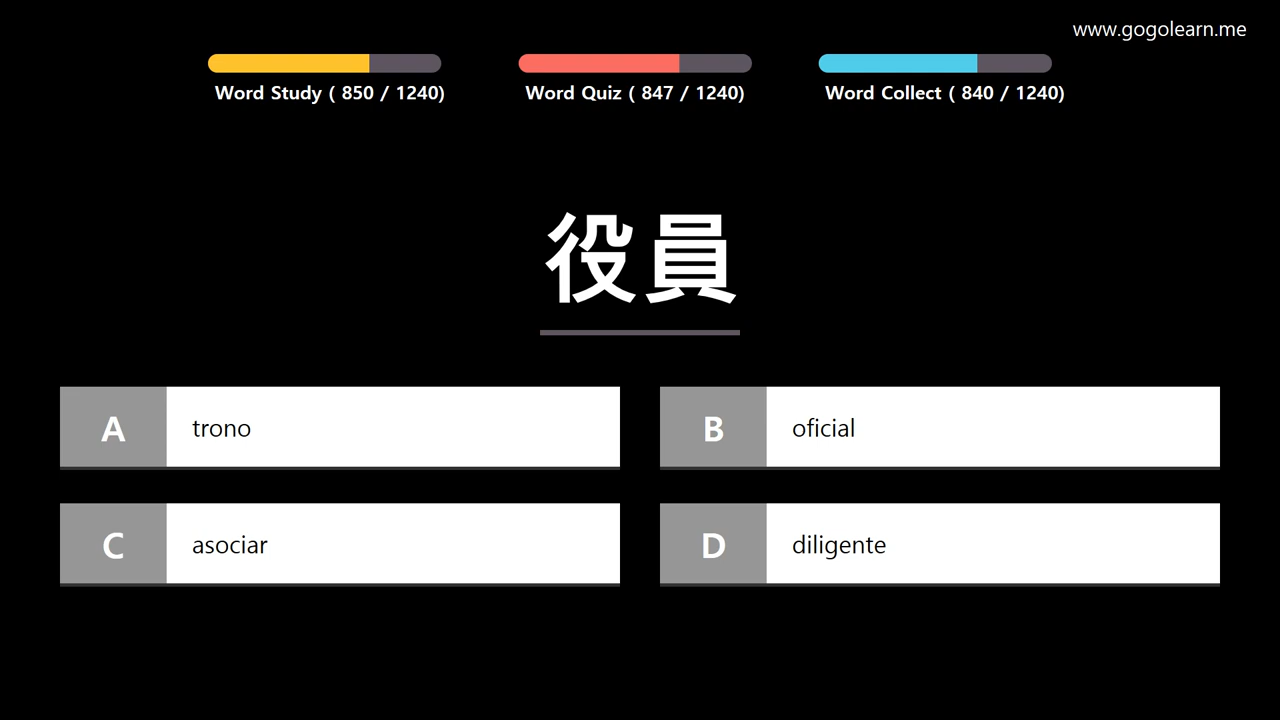 www.gogolearn.me
Word Study ( 850 / 1240)
Word Quiz ( 847 / 1240)
Word Collect ( 840 / 1240)
役員
A trono
B oficial
C asociar
D diligente